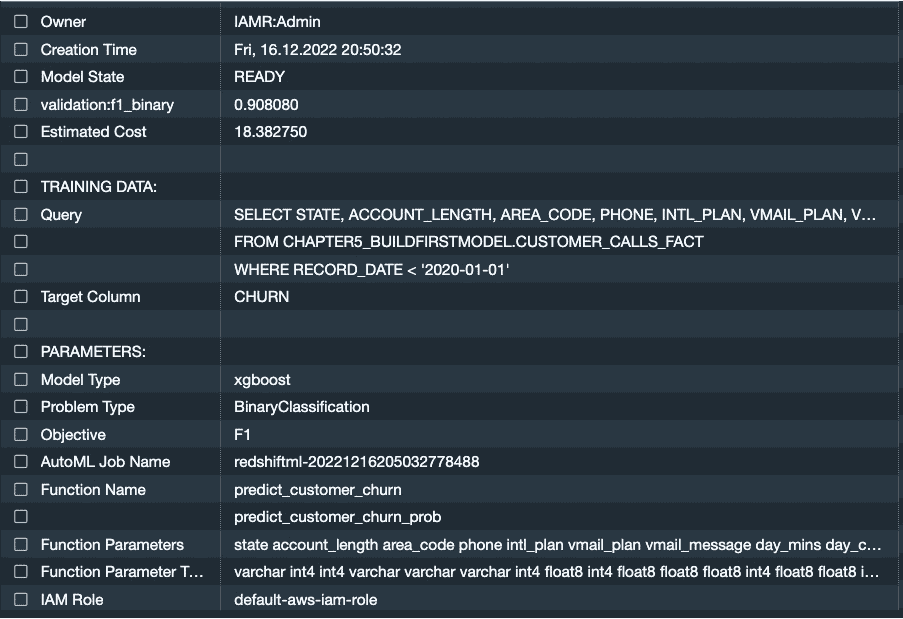 Owner IAMR:Admin
Creation Time Fri, 16.12.2022 20:50:32
Model State READY
validation:f1_binary 0.908080
Estimated Cost 18.382750
TRAINING DATA:
Query SELECT STATE, ACCOUNT_LENGTH, AREA_CODE, PHONE, INTL_PLAN, VMAIL_PLAN, V...
FROM CHAPTER5_BUILDFIRSTMODEL.CUSTOMER_CALLS_FACT
WHERE RECORD_DATE < '2020-01-01'
Target Column CHURN
PARAMETERS:
Model Type xgboost
Problem Type BinaryClassification
Objective F1
AutoML Job Name redshiftml-20221216205032778488
Function Name predict_customer_churn
predict_customer_churn_prob
Function Parameters state account_length area_code phone intl_plan vmail_plan vmail_message day_mins day_c...
Function Parameter T... varchar int4 int4 varchar varchar varchar int4 float8 int4 float8 float8 float8 int4 float8 float8 i...
IAM Role default-aws-iam-role